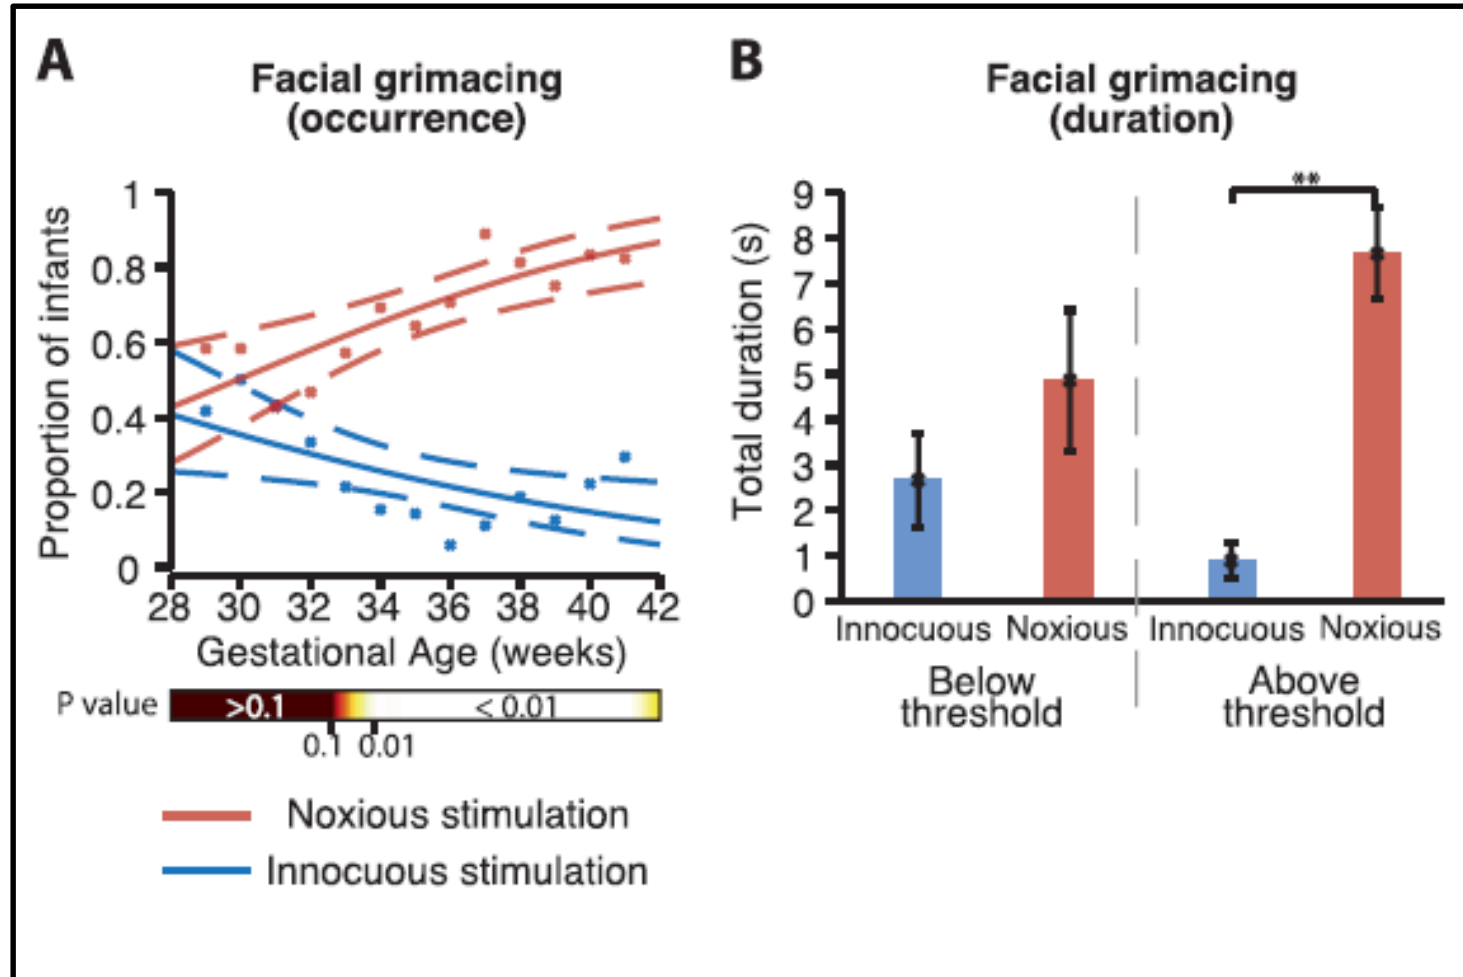 A
Facial grimacing
(occurrence)
Proportion of infants
1
0.8
0.6
0.4
0.2
0
28 30 32 34 36 38 40 42
Gestational Age (weeks)
P value >0.1 < 0.01
0.1 0.01
Noxious stimulation
Innocuous stimulation
B
Facial grimacing
(duration)
**
Total duration (s)
9
8
7
6
5
4
3
2
1
0
Innocuous Noxious Innocuous Noxious
Below
threshold
Above
threshold